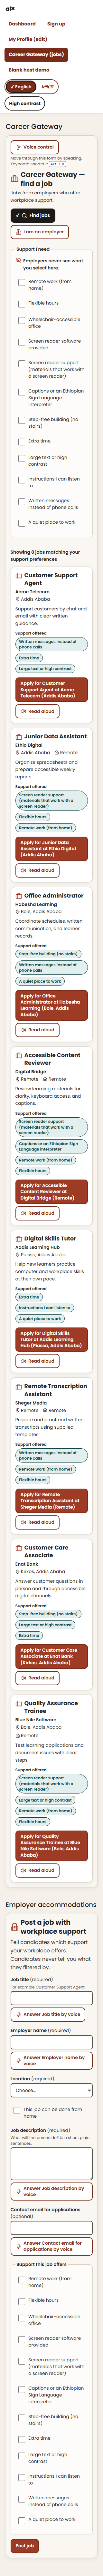 aix
Dashboard
Sign up
My Profile (edit)
Career Gateway (jobs)
Blank host demo
✓ English
አማርኛ
High contrast
Career Gateway
Voice control
Move through this form by speaking.
Keyboard shortcut: Alt + V
Career Gateway —
find a job
Jobs from employers who offer
workplace support.
✓ Find jobs
I am an employer
Support I need
Employers never see what
you select here.
Remote work (from
home)
Flexible hours
Wheelchair-accessible
office
Screen reader software
provided
Screen reader support
(materials that work with
a screen reader)
Captions or an Ethiopian
Sign Language
interpreter
Step-free building (no
stairs)
Extra time
Large text or high
contrast
Instructions I can listen
to
Written messages
instead of phone calls
A quiet place to work
Showing 8 jobs matching your
support preferences
Customer Support
Agent
Acme Telecom
Addis Ababa
Support customers by chat and
email with clear written
guidance.
Support offered
Written messages instead of
phone calls
Extra time
Large text or high contrast
Apply for Customer
Support Agent at Acme
Telecom (Addis Ababa)
Read aloud
Junior Data Assistant
Ethio Digital
Addis Ababa
Remote
Organize spreadsheets and
prepare accessible weekly
reports.
Support offered
Screen reader support
(materials that work with a
screen reader)
Flexible hours
Remote work (from home)
Apply for Junior Data
Assistant at Ethio Digital
(Addis Ababa)
Read aloud
Office Administrator
Habesha Learning
Bole, Addis Ababa
Coordinate schedules, written
communication, and learning
records.
Support offered
Step-free building (no stairs)
Written messages instead of
phone calls
A quiet place to work
Apply for Office
Administrator at Habesha
Learning (Bole, Addis
Ababa)
Read aloud
Accessible Content
Reviewer
Digital Bridge
Remote
Remote
Review learning materials for
clarity, keyboard access, and
captions.
Support offered
Screen reader support
(materials that work with a
screen reader)
Captions or an Ethiopian Sign
Language interpreter
Remote work (from home)
Flexible hours
Apply for Accessible
Content Reviewer at
Digital Bridge (Remote)
Read aloud
Digital Skills Tutor
Addis Learning Hub
Piassa, Addis Ababa
Help new learners practice
computer and workplace skills
at their own pace.
Support offered
Extra time
Instructions I can listen to
A quiet place to work
Apply for Digital Skills
Tutor at Addis Learning
Hub (Piassa, Addis Ababa)
Read aloud
Remote Transcription
Assistant
Sheger Media
Remote
Remote
Prepare and proofread written
transcripts using supplied
templates.
Support offered
Written messages instead of
phone calls
Remote work (from home)
Flexible hours
Apply for Remote
Transcription Assistant at
Sheger Media (Remote)
Read aloud
Customer Care
Associate
Enat Bank
Kirkos, Addis Ababa
Answer customer questions in
person and through accessible
digital channels.
Support offered
Step-free building (no stairs)
Large text or high contrast
Extra time
Apply for Customer Care
Associate at Enat Bank
(Kirkos, Addis Ababa)
Read aloud
Quality Assurance
Trainee
Blue Nile Software
Bole, Addis Ababa
Remote
Test learning applications and
document issues with clear
steps.
Support offered
Screen reader support
(materials that work with a
screen reader)
Large text or high contrast
Remote work (from home)
Flexible hours
Apply for Quality
Assurance Trainee at Blue
Nile Software (Bole, Addis
Ababa)
Read aloud
Employer accommodations
Post a job with
workplace support
Tell candidates which support
your workplace offers.
Candidates never tell you what
they filtered by.
Job title (required)
For example Customer Support Agent
Answer Job title by voice
Employer name (required)
Answer Employer name by
voice
Location (required)
Choose...
This job can be done from
home
Job description (required)
What will the person do? Use short, plain
sentences.
Answer Job description by
voice
Contact email for applications
(optional)
Answer Contact email for
applications by voice
Support this job offers
Remote work (from
home)
Flexible hours
Wheelchair-accessible
office
Screen reader software
provided
Screen reader support
(materials that work with
a screen reader)
Captions or an Ethiopian
Sign Language
interpreter
Step-free building (no
stairs)
Extra time
Large text or high
contrast
Instructions I can listen
to
Written messages
instead of phone calls
A quiet place to work
Post job